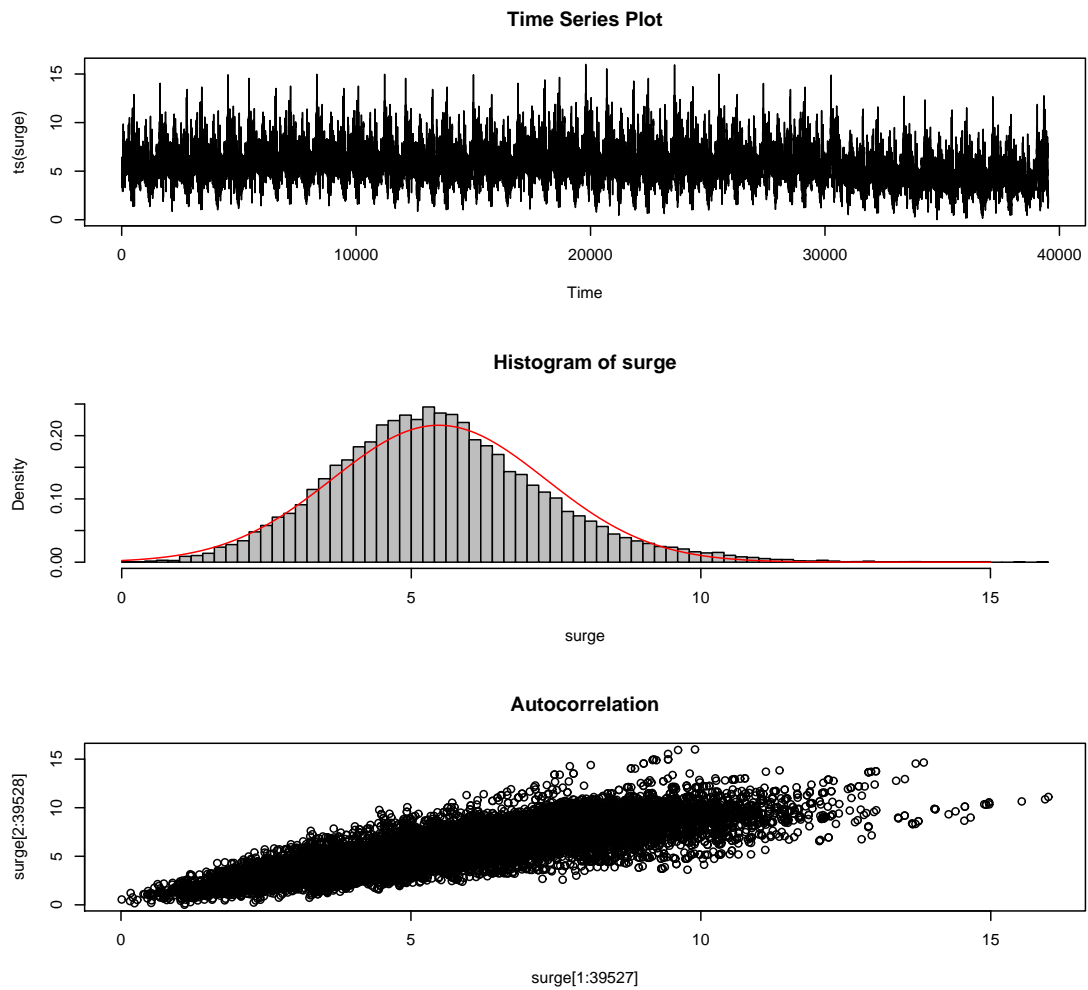 Time Series Plot
ts(surge)
15
10
5
0
0 10000 20000 30000 40000
Time
Histogram of surge
Density
0.20
0.10
0.00
0 5 10 15
surge
Autocorrelation
surge[2:39528]
15
10
5
0
0 5 10 15
surge[1:39527]